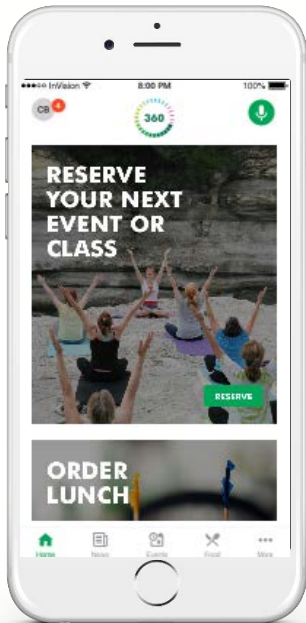 InVision 8:00 PM 100%
CB 4 360
RESERVE
YOUR NEXT
EVENT OR
CLASS
RESERVE
ORDER
LUNCH
Home News Events Food More